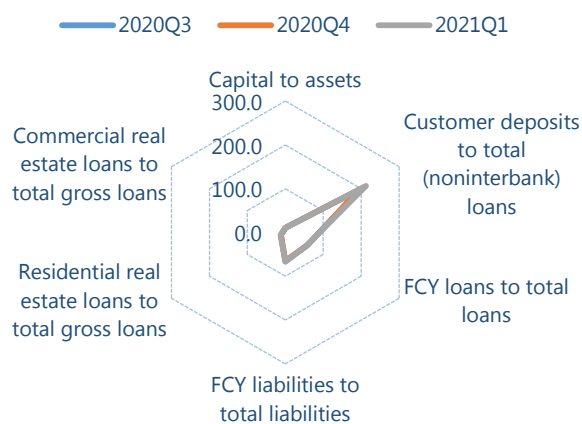 2020Q3 2020Q4 2021Q1
Capital to assets
300.0
200.0
100.0
0.0
Customer deposits
to total
(noninterbank)
loans
FCY loans to total
loans
FCY liabilities to
total liabilities
Residential real
estate loans to
total gross loans
Commercial real
estate loans to
total gross loans